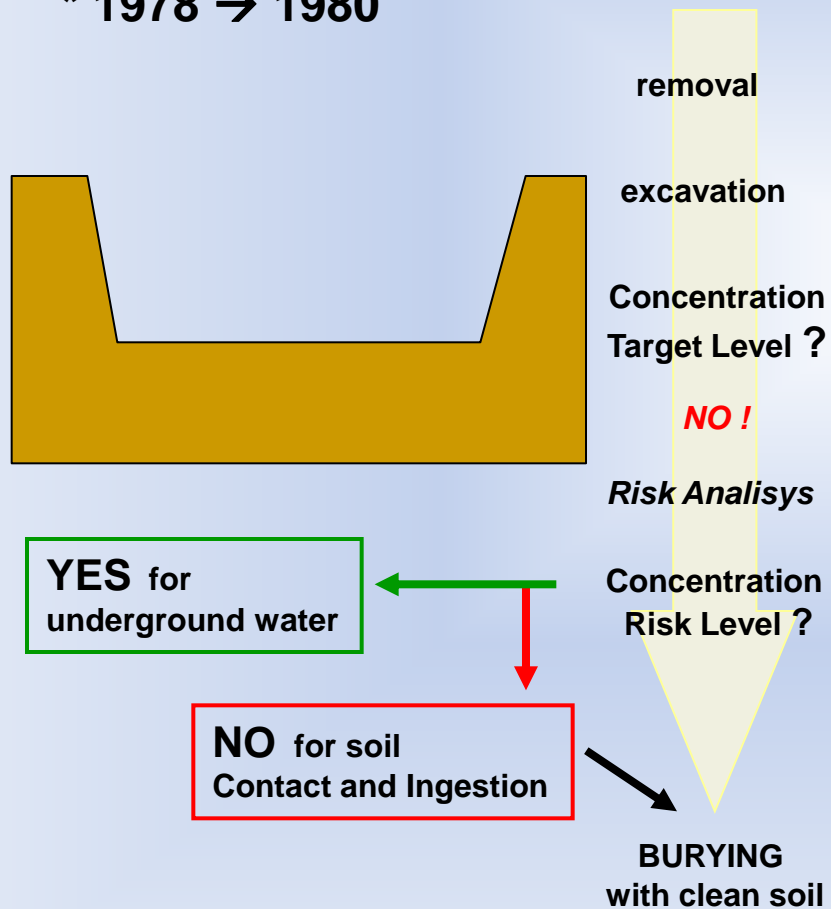 * 1978 → 1980
removal
excavation
Concentration
Target Level ?
NO !
Risk Analisys
YES for
underground water
Concentration
Risk Level ?
NO for soil
Contact and Ingestion
BURYING
with clean soil